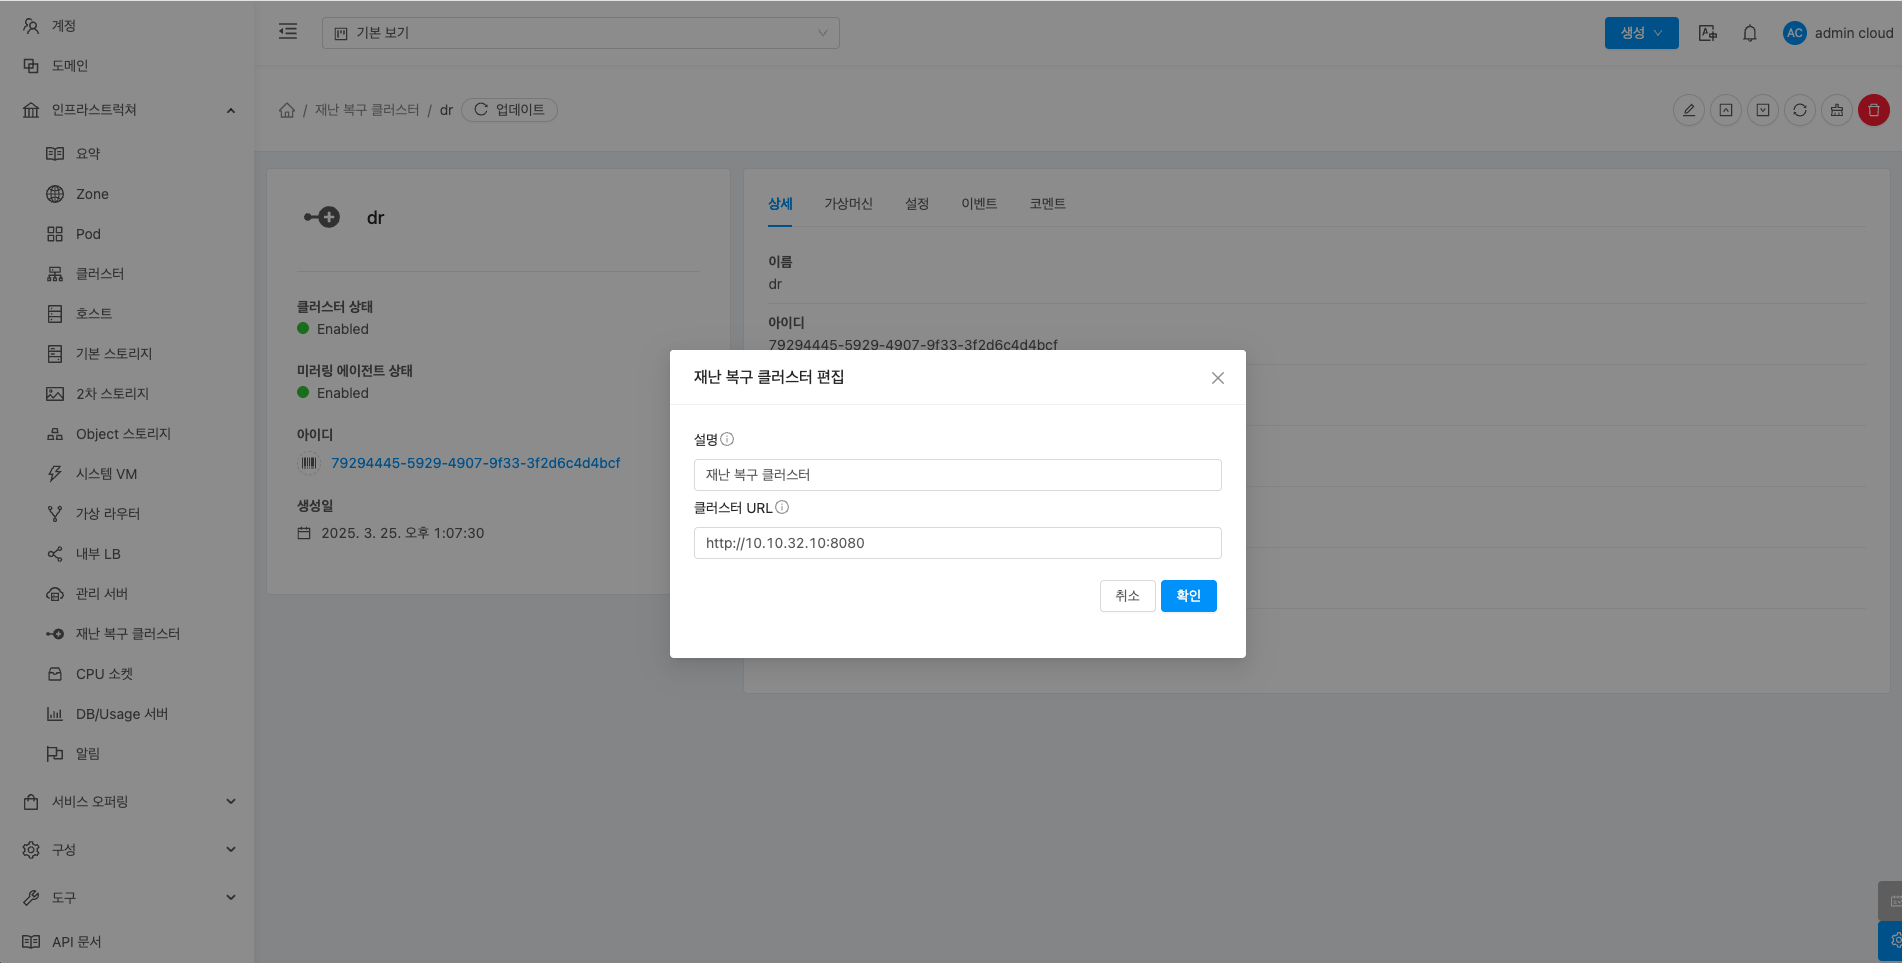 계정
도메인
인프라스트럭쳐
요약
Zone
Pod
클러스터
호스트
기본 스토리지
2차 스토리지
Object 스토리지
시스템 VM
가상 라우터
내부 LB
관리 서버
재난 복구 클러스터
CPU 소켓
DB/Usage 서버
알림
서비스 오퍼링
구성
도구
API 문서
기본 보기
생성
AC admin cloud
/ 재난 복구 클러스터 / dr 업데이트
dr
클러스터 상태
Enabled
미러링 에이전트 상태
Enabled
아이디
79294445-5929-4907-9f33-3f2d6c4d4bcf
생성일
2025. 3. 25. 오후 1:07:30
상세 가상머신 설정 이벤트 코멘트
이름
dr
아이디
79294445-5929-4907-9f33-3f2d6c4d4bcf
재난 복구 클러스터 편집
설명
재난 복구 클러스터
클러스터 URL
http://10.10.32.10:8080
취소 확인